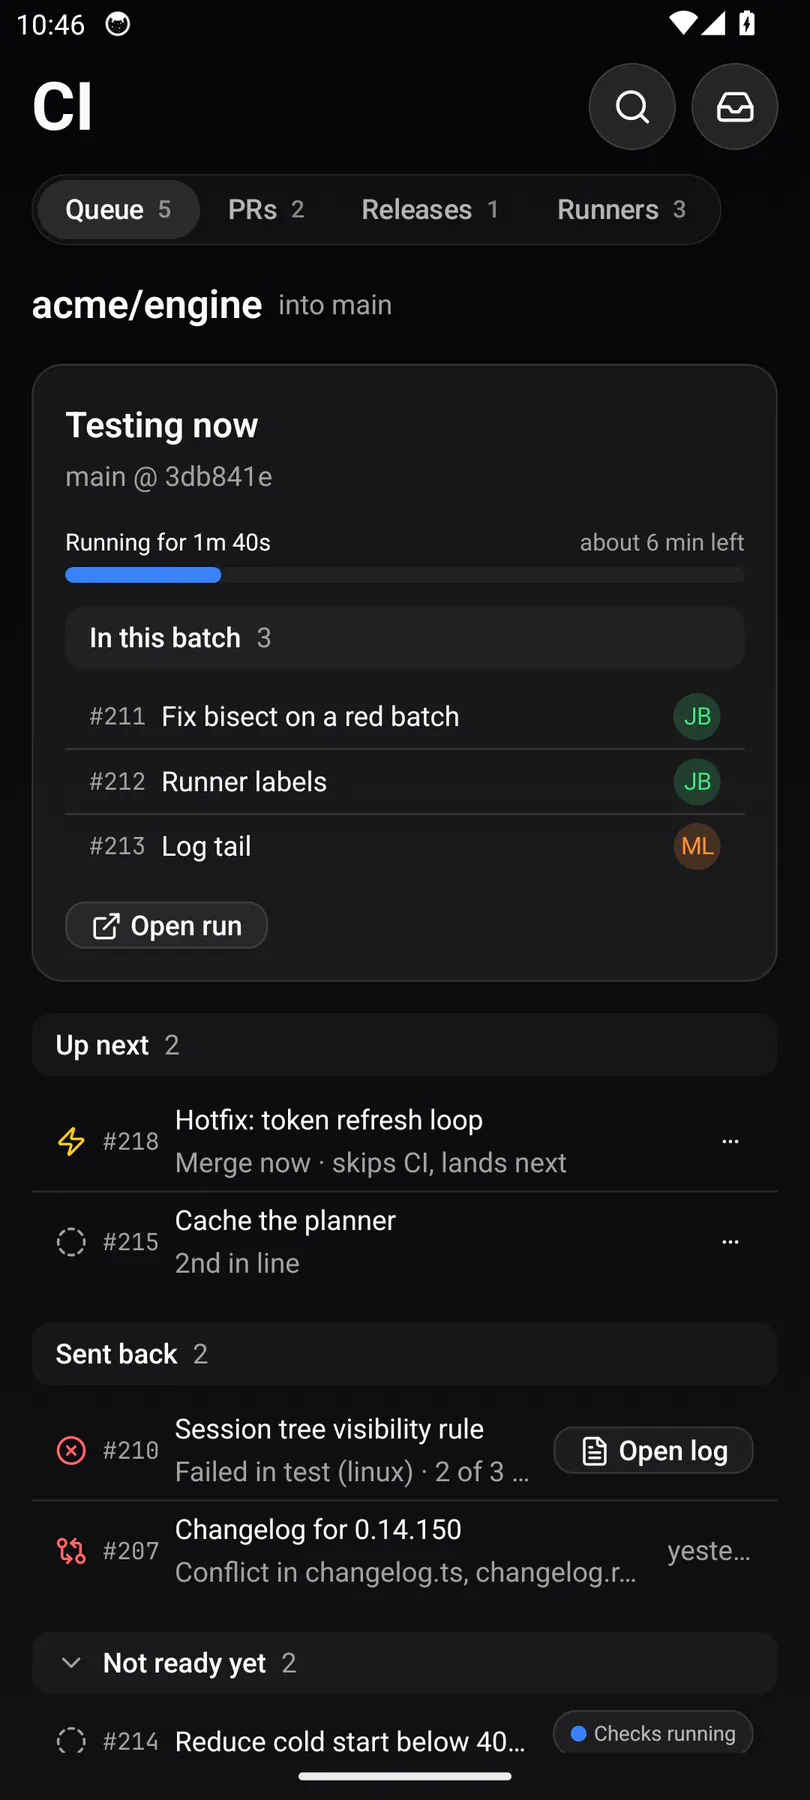 10:46
CI
Queue 5 PRs 2 Releases 1 Runners 3
acme/engine into main
Testing now
main @ 3db841e
Running for 1m 40s about 6 min left
In this batch 3
#211 Fix bisect on a red batch JB
#212 Runner labels JB
#213 Log tail ML
Open run
Up next 2
#218 Hotfix: token refresh loop
Merge now · skips CI, lands next
#215 Cache the planner
2nd in line
Sent back 2
#210 Session tree visibility rule
Failed in test (linux) · 2 of 3 ...
Open log
#207 Changelog for 0.14.150
Conflict in changelog.ts, changelog.r...
yeste...
Not ready yet 2
#214 Reduce cold start below 40...
Checks running